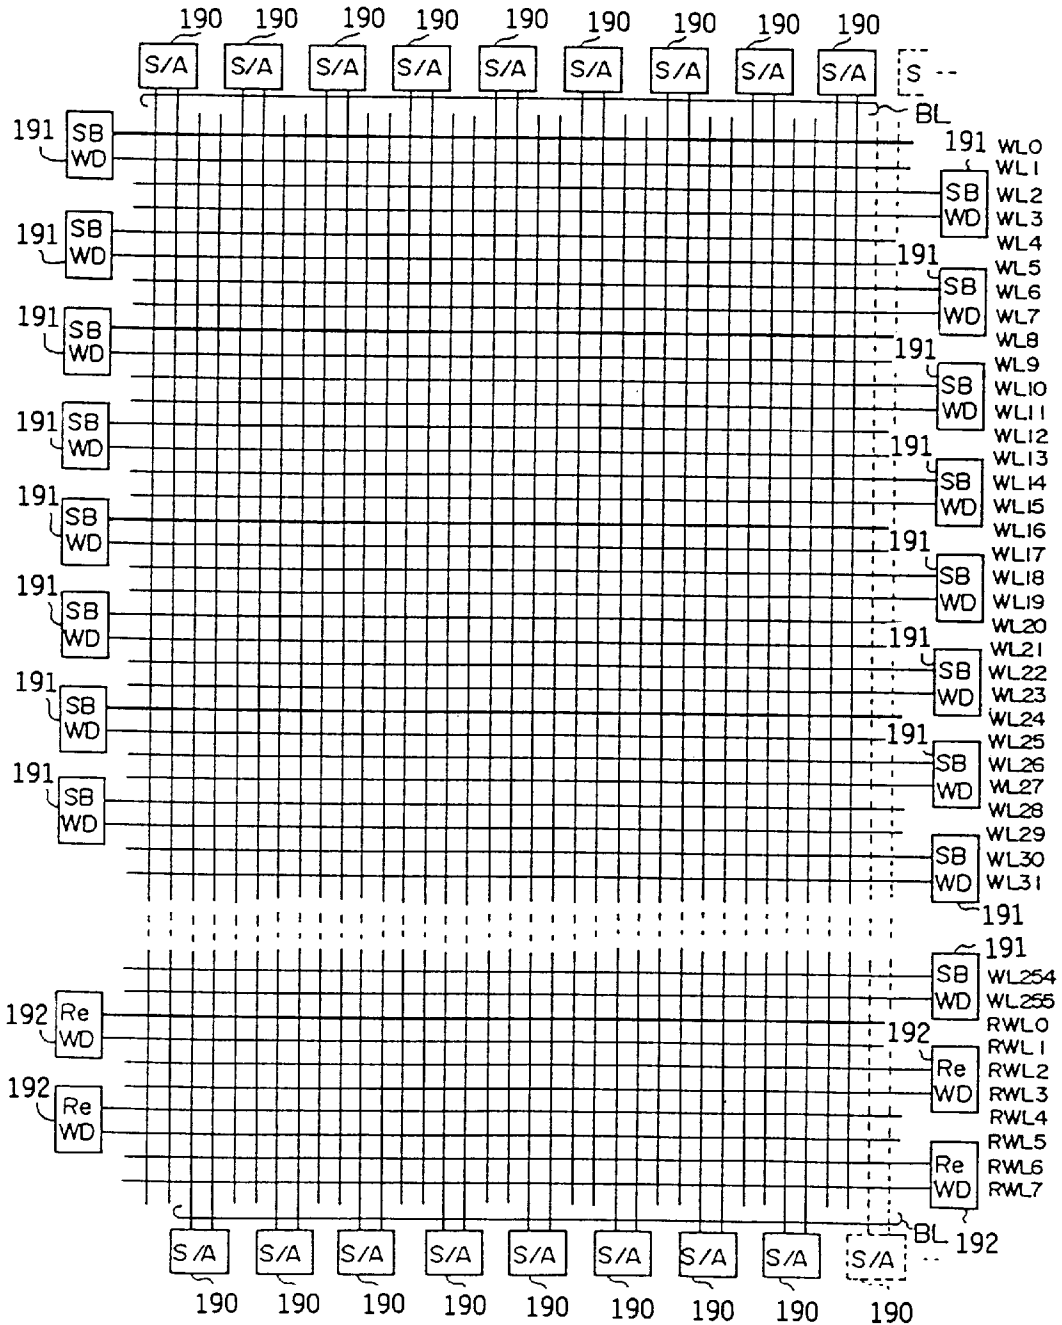 190 190 190 190 190 190 190 190 190
S/A S/A S/A S/A S/A S/A S/A S/A S/A S --
BL
191 SB WD
WL0
191 WL1
SB WL2
WD WL3
191 SB WD
WL4
191 WL5
SB WL6
WD WL7
191 SB WD
WL8
191 WL9
SB WL10
WD WL11
191 SB WD
WL12
191 WL13
SB WL14
WD WL15
191 SB WD
WL16
191 WL17
SB WL18
WD WL19
191 SB WD
WL20
191 WL21
SB WL22
WD WL23
191 SB WD
WL24
191 WL25
SB WL26
WD WL27
191 SB WD
WL28
WL29
SB WL30
WD WL31
191
191
SB WL254
WD WL255
192 Re WD
RWL0
192 RWL1
Re RWL2
WD RWL3
192 Re WD
RWL4
RWL5
Re RWL6
WD RWL7
BL 192
S/A S/A S/A S/A S/A S/A S/A S/A S/A --
190 190 190 190 190 190 190 190 190